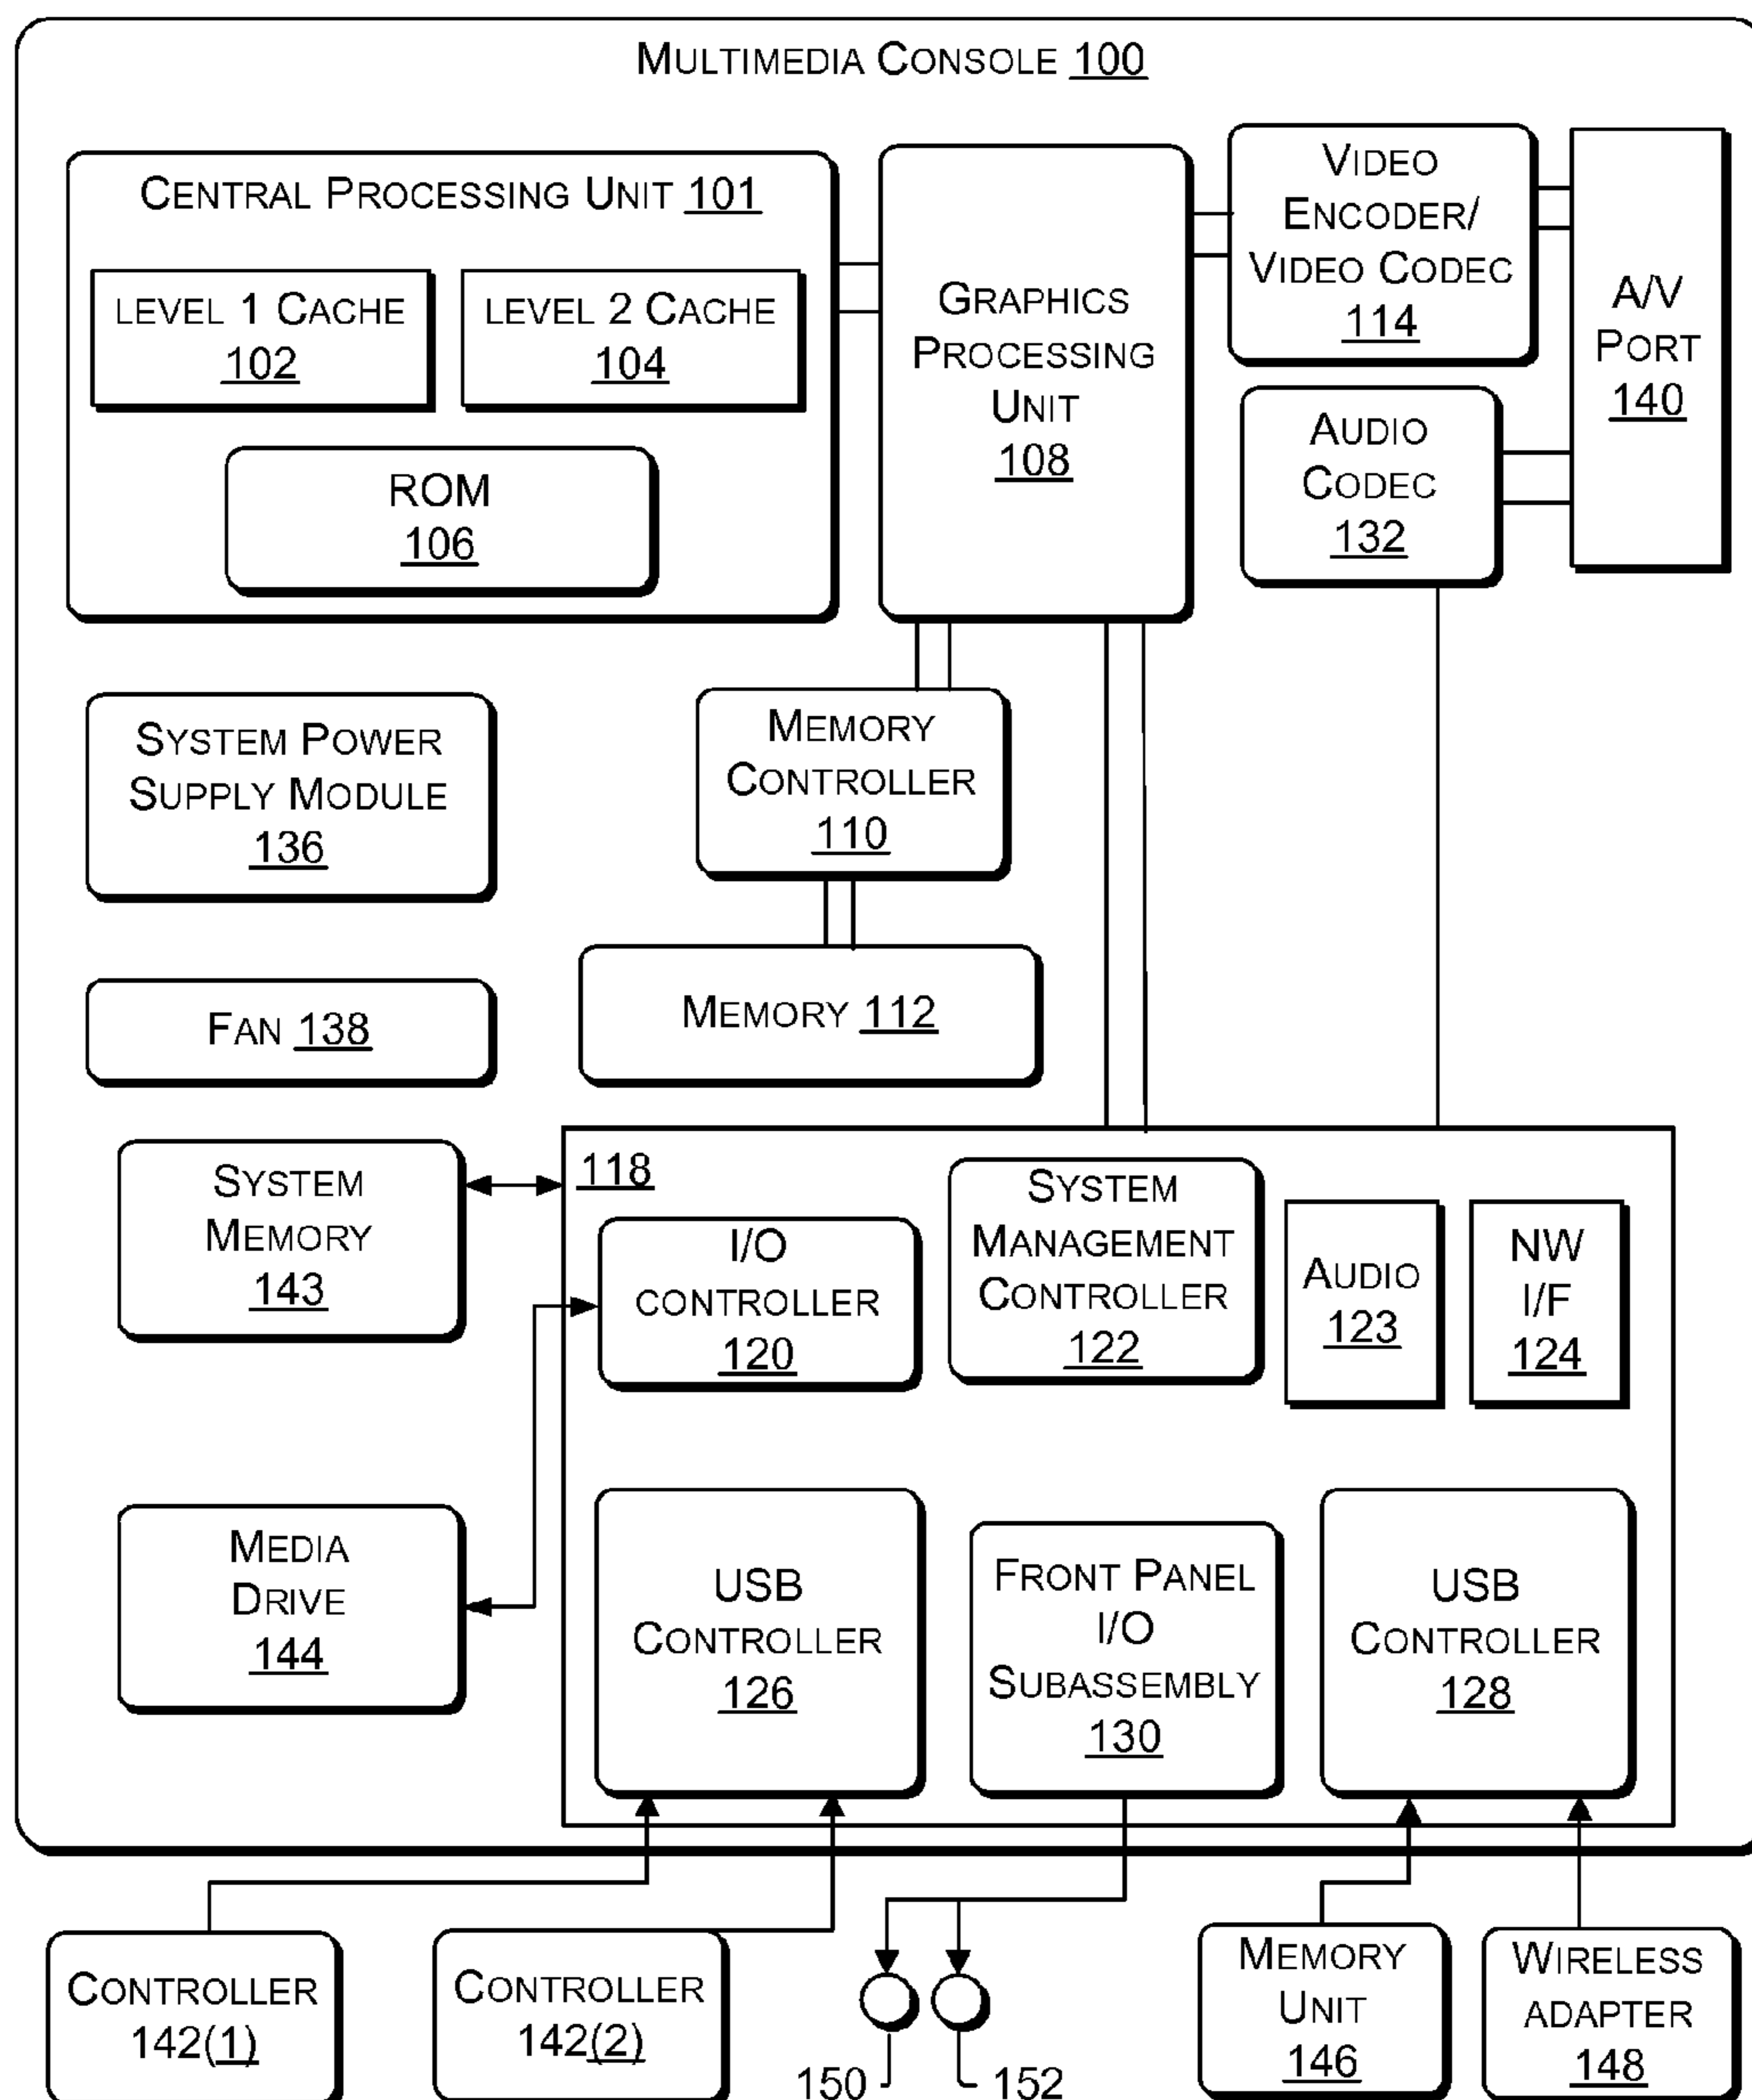 MULTIMEDIA CONSOLE 100
CENTRAL PROCESSING UNIT 101
LEVEL 1 CACHE
102
LEVEL 2 CACHE
104
ROM
106
GRAPHICS
PROCESSING
UNIT
108
VIDEO
ENCODER/
VIDEO CODEC
114
A/V
PORT
140
AUDIO
CODEC
132
SYSTEM POWER
SUPPLY MODULE
136
MEMORY
CONTROLLER
110
FAN 138
MEMORY 112
SYSTEM
MEMORY
143
118
I/O
CONTROLLER
120
SYSTEM
MANAGEMENT
CONTROLLER
122
AUDIO
123
NW
I/F
124
MEDIA
DRIVE
144
USB
CONTROLLER
126
FRONT PANEL
I/O
SUBASSEMBLY
130
USB
CONTROLLER
128
CONTROLLER
142(1)
CONTROLLER
142(2)
150
152
MEMORY
UNIT
146
WIRELESS
ADAPTER
148